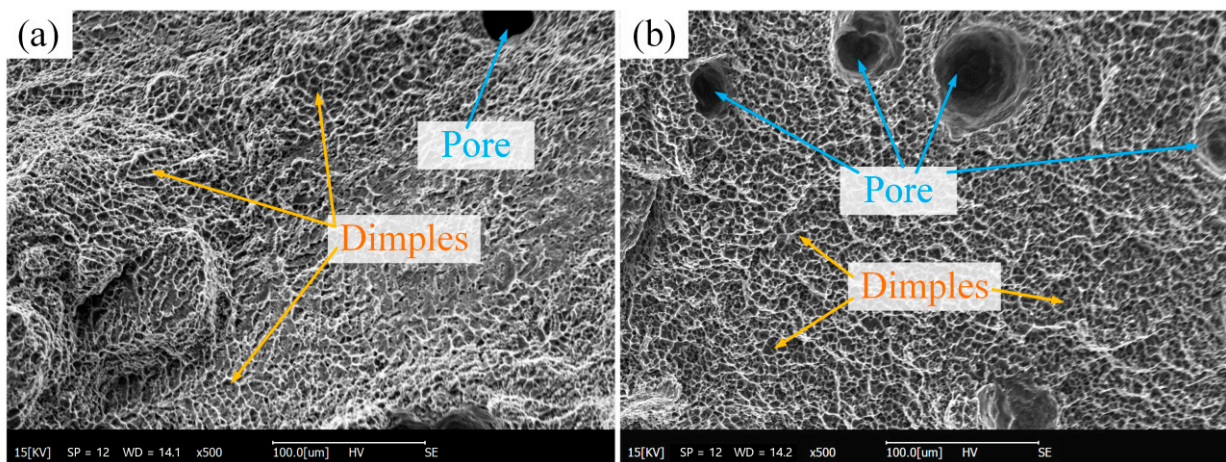 (a)
Pore
Dimples
15[KV] SP = 12 WD = 14.1 x500 100.0[um] HV SE
(b)
Pore
Dimples
15[KV] SP = 12 WD = 14.2 x500 100.0[um] HV SE